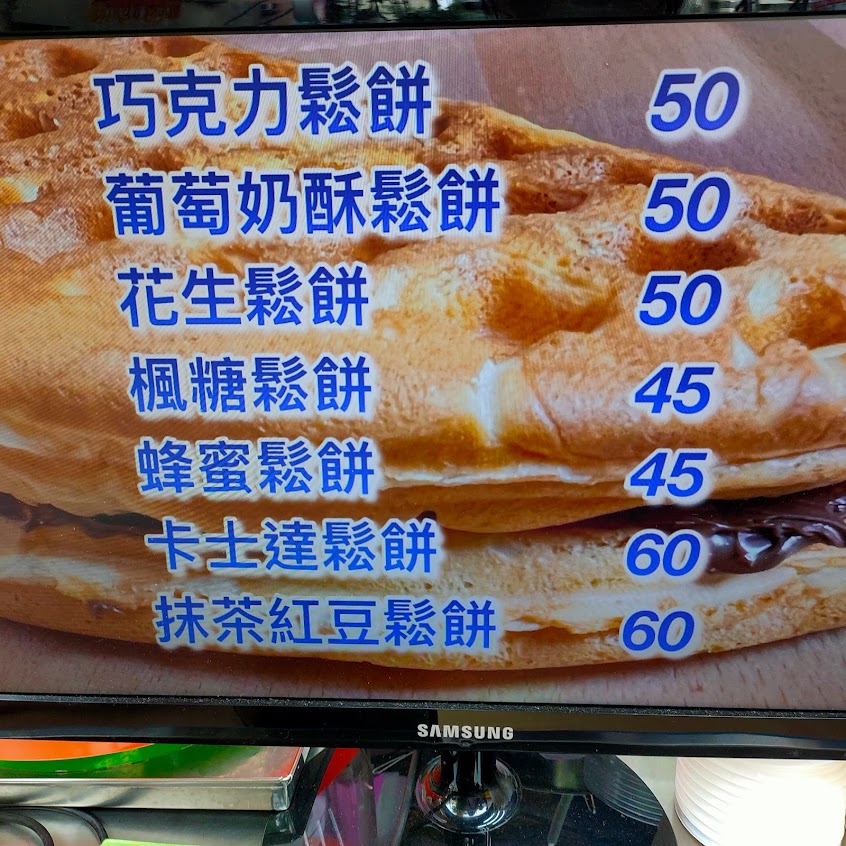 巧克力鬆餅 50
葡萄奶酥鬆餅 50
花生鬆餅 50
楓糖鬆餅 45
蜂蜜鬆餅 45
卡士達鬆餅 60
抹茶紅豆鬆餅 60
SAMSUNG